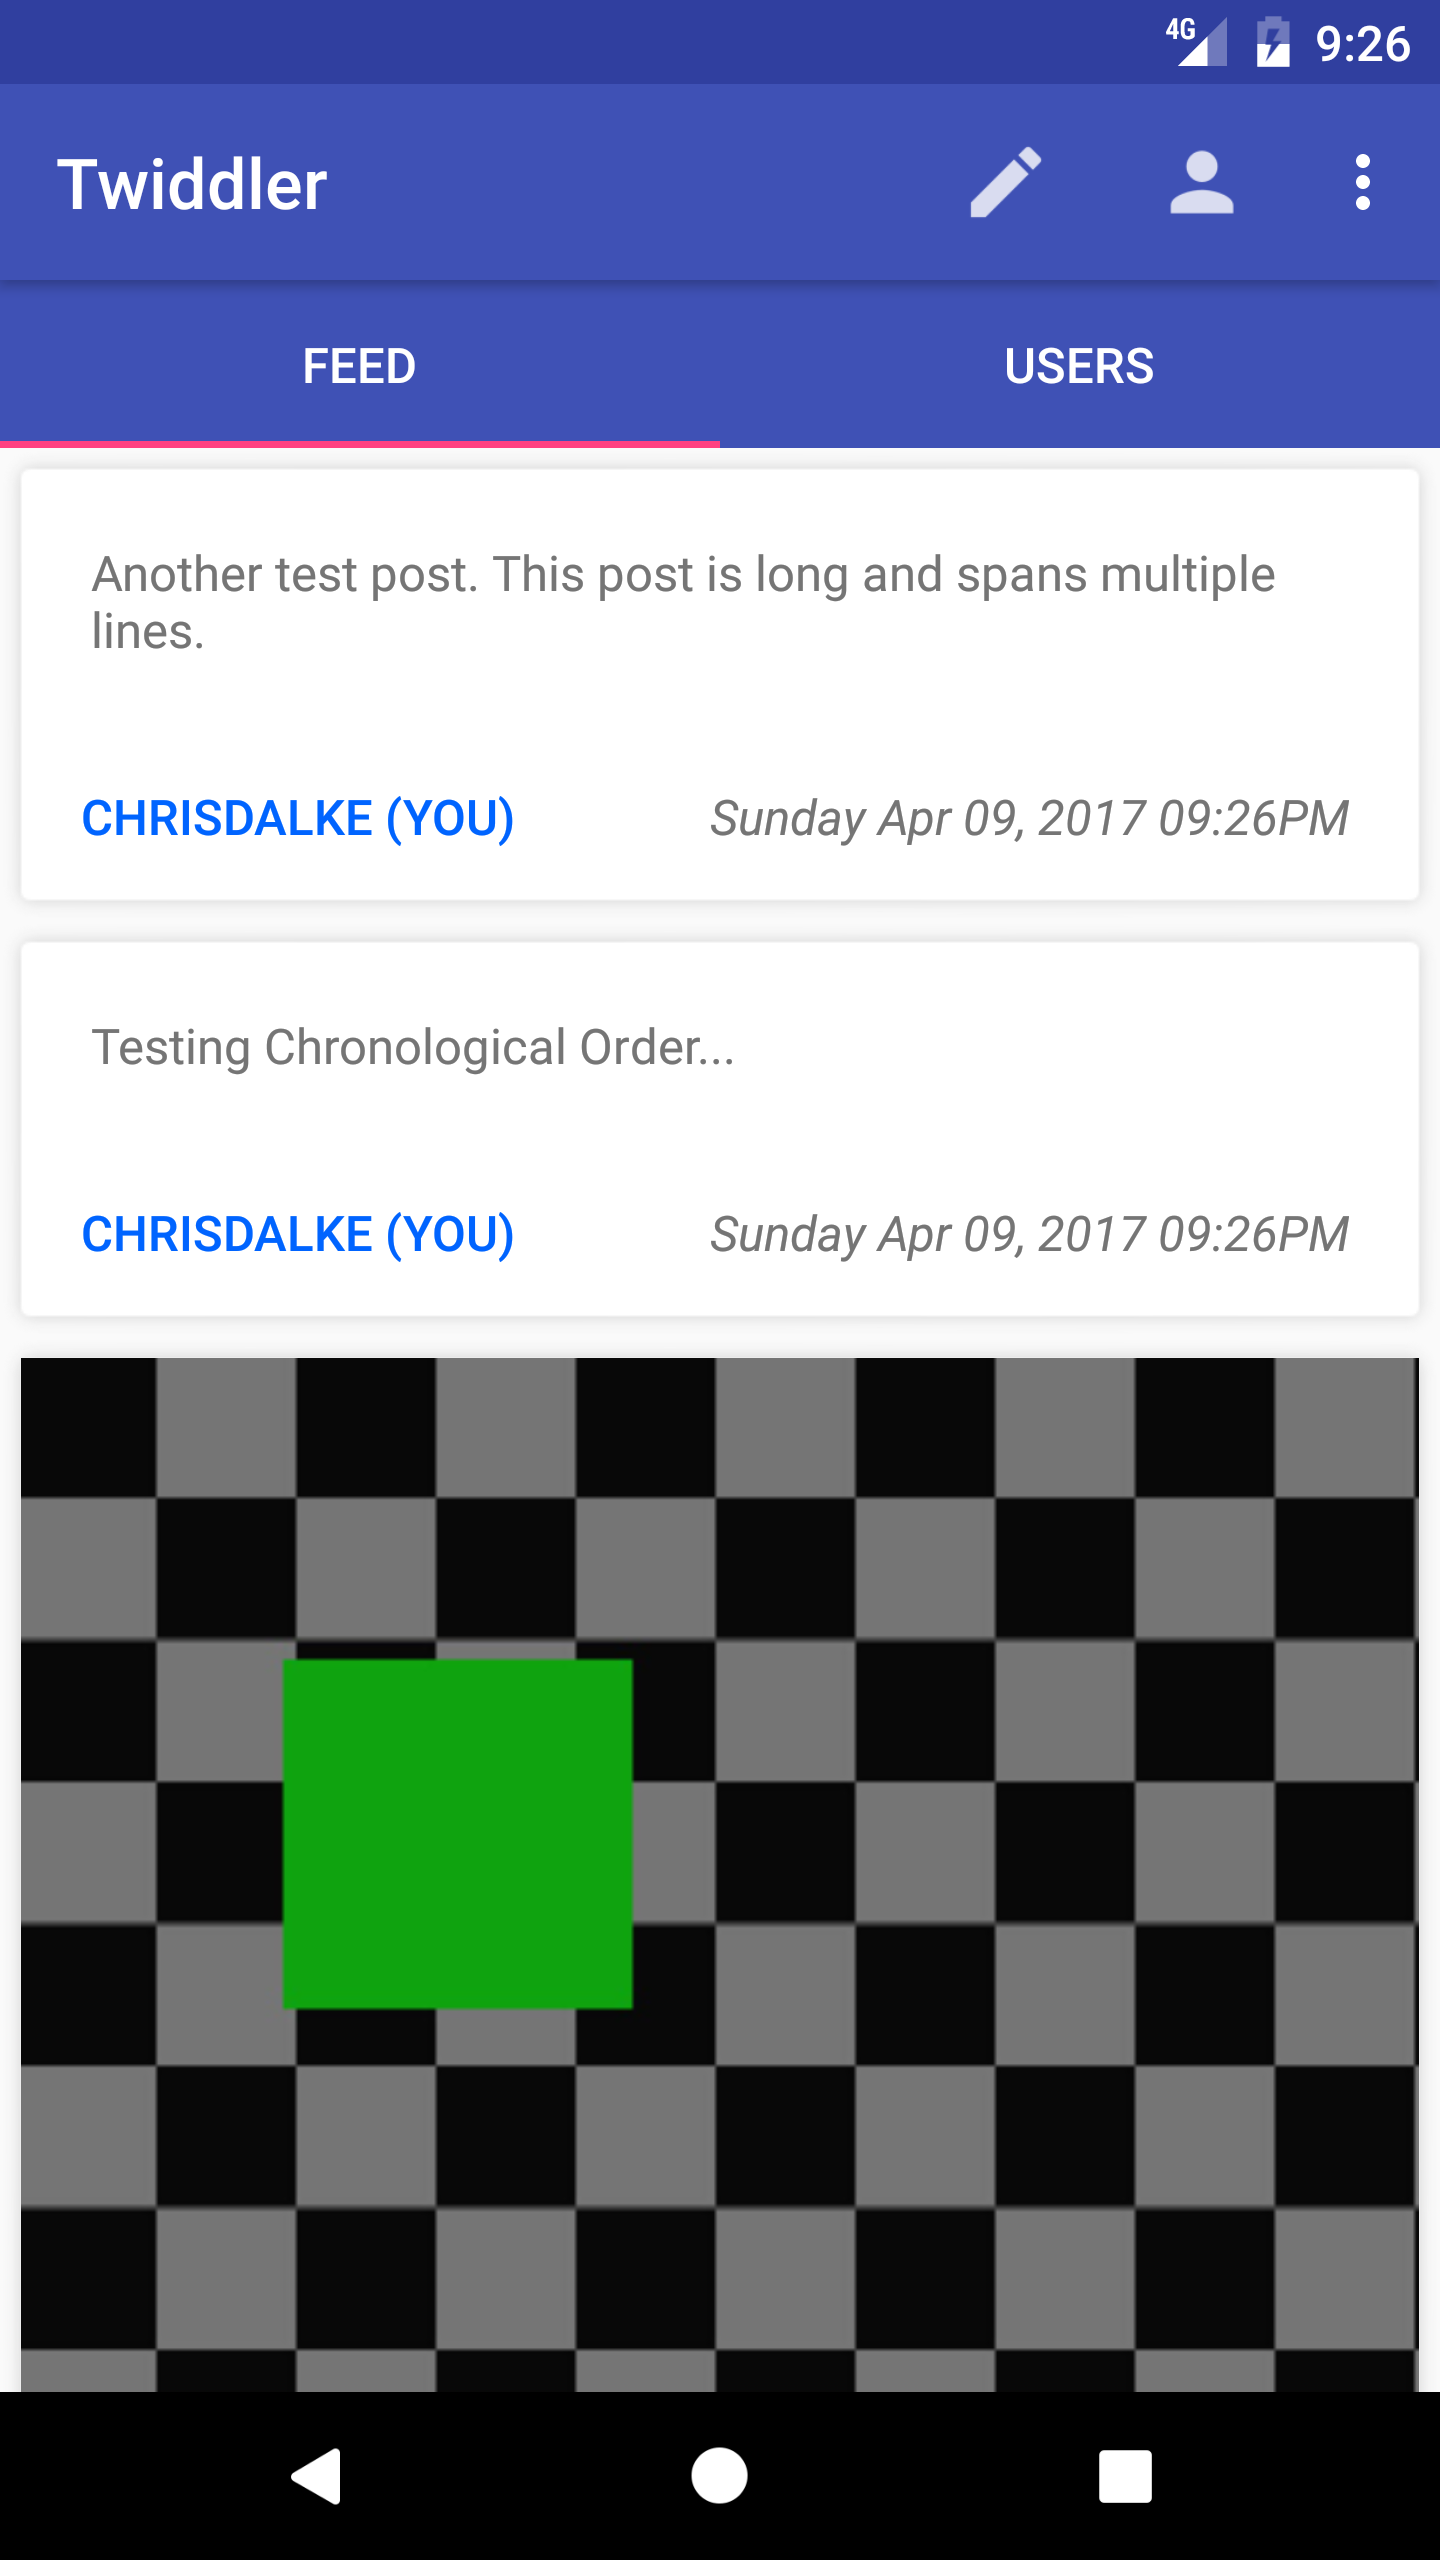 4G 9:26
Twiddler
FEED USERS
Another test post. This post is long and spans multiple
lines.
CHRISDALKE (YOU) Sunday Apr 09, 2017 09:26PM
Testing Chronological Order...
CHRISDALKE (YOU) Sunday Apr 09, 2017 09:26PM